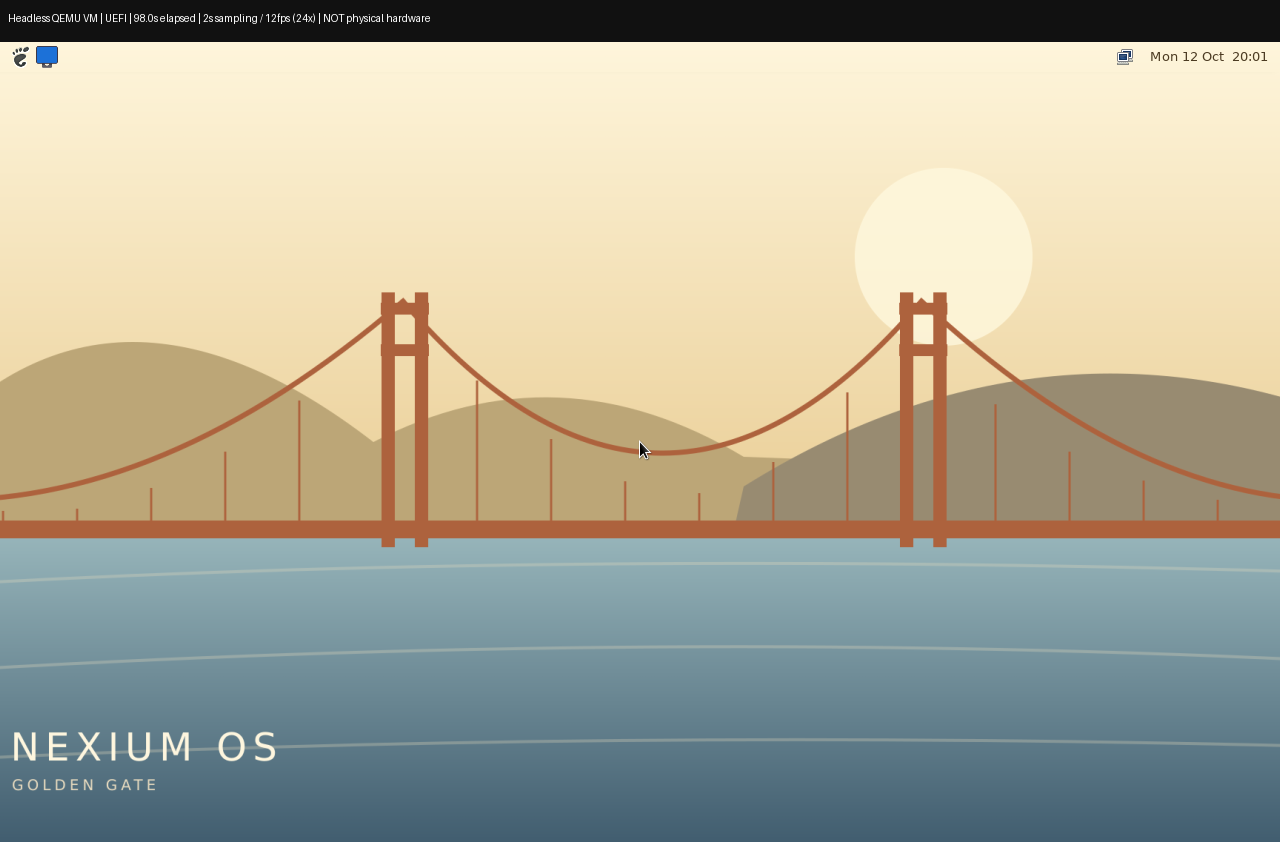 Headless QEMU VM | UEFI | 98.0s elapsed | 2s sampling / 12fps (24x) | NOT physical hardware
Mon 12 Oct 20:01
NEXIUM OS
GOLDEN GATE